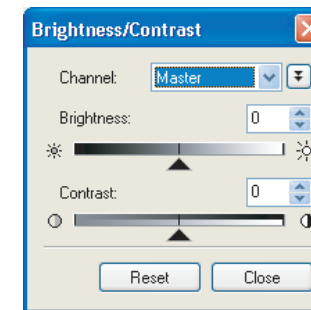 Brightness/Contrast
Channel: Master
Brightness: 0
Contrast: 0
Reset Close